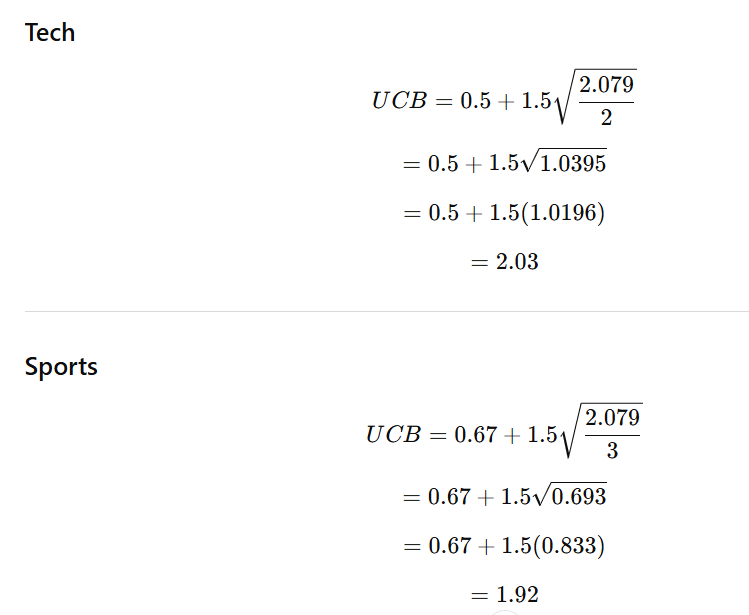 Tech
UCB = 0.5 + 1.5√(2.079/2)
= 0.5 + 1.5√1.0395
= 0.5 + 1.5(1.0196)
= 2.03
Sports
UCB = 0.67 + 1.5√(2.079/3)
= 0.67 + 1.5√0.693
= 0.67 + 1.5(0.833)
= 1.92